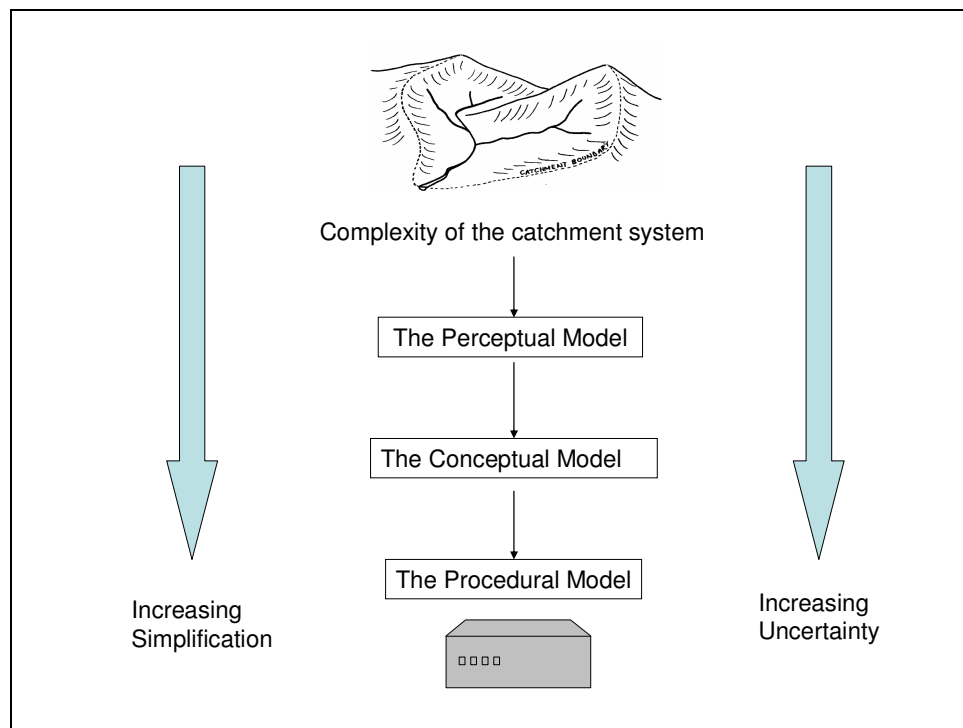 CATCHMENT BOUNDARY
Complexity of the catchment system
The Perceptual Model
The Conceptual Model
The Procedural Model
Increasing
Simplification
Increasing
Uncertainty